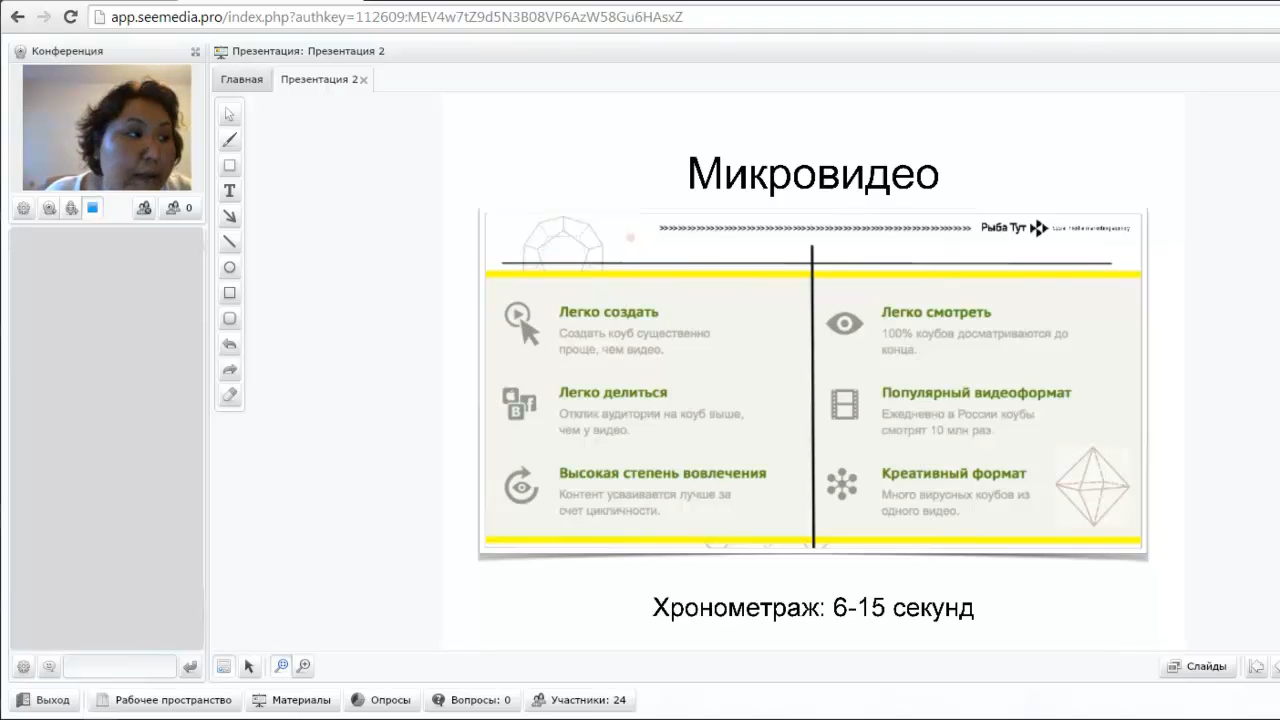 app.seemedia.pro/index.php?authkey=112609:MEV4w7tZ9d5N3B08VP6AzW58Gu6HAsxZ
Конференция
Презентация: Презентация 2
Главная
Презентация 2
T
0
Микровидео
Рыба Тут
Легко создать
Создать коуб существенно
проще, чем видео.
Легко делиться
Отклик аудитории на коуб выше,
чем у видео.
Высокая степень вовлечения
Контент усваивается лучше за
счет цикличности.
Легко смотреть
100% коубов досматриваются до
конца.
Популярный видеоформат
Ежедневно в России коубы
смотрят 10 млн раз.
Креативный формат
Много вирусных коубов из
одного видео.
Хронометраж: 6-15 секунд
Слайды
Выход
Рабочее пространство
Материалы
Опросы
Вопросы: 0
Участники: 24